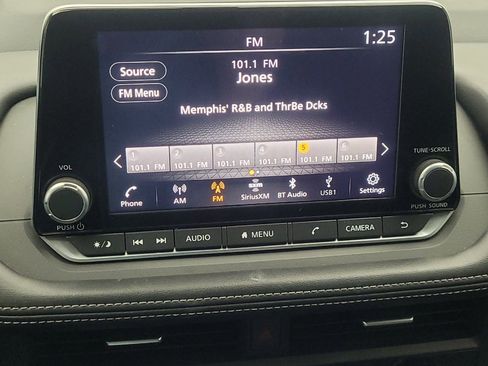 FM
1:25
Source
101.1 FM
Jones
FM Menu
Memphis' R&B and ThrBe Dcks
1 2 3 4 5 6
101.1 FM 101.1 FM 101.1 FM 101.1 FM 101.1 FM 101.1 FM
Phone
AM
FM
SXM
SiriusXM
BT Audio
USB1
Settings
VOL
PUSH
TUNE·SCROLL
PUSH SOUND
AUDIO
MENU
CAMERA